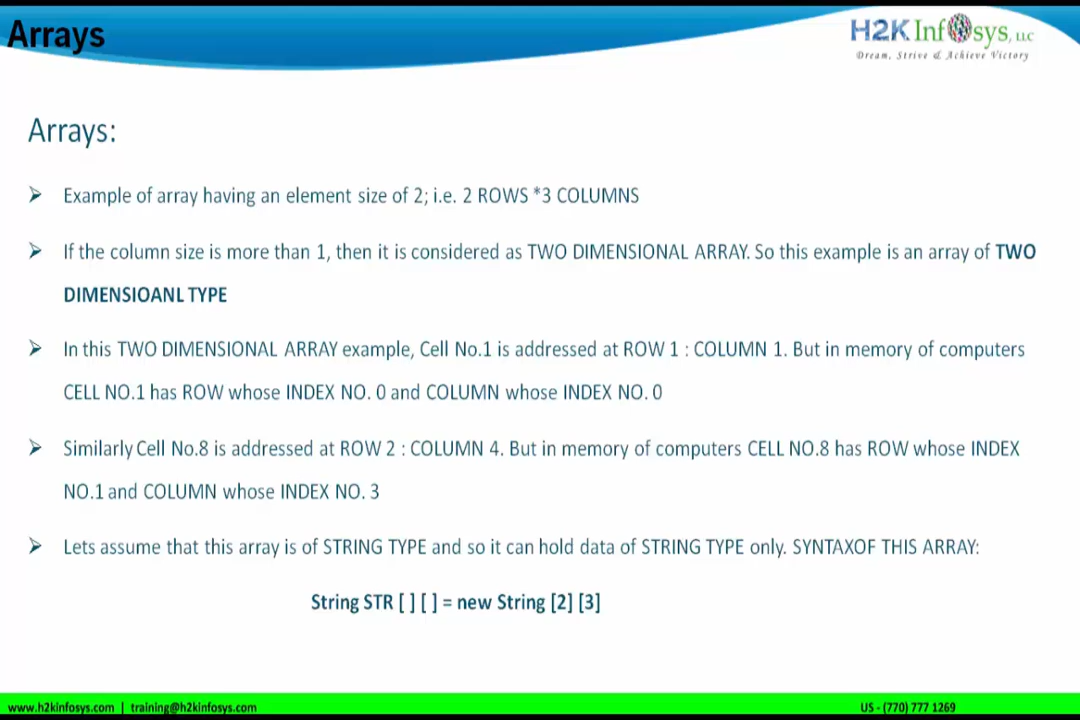 Arrays
H2K Infosys, LLC
Dream, Strive & Achieve Victory
Arrays:
➢ Example of array having an element size of 2; i.e. 2 ROWS *3 COLUMNS
➢ If the column size is more than 1, then it is considered as TWO DIMENSIONAL ARRAY. So this example is an array of TWO
DIMENSIOANL TYPE
➢ In this TWO DIMENSIONAL ARRAY example, Cell No.1 is addressed at ROW 1 : COLUMN 1. But in memory of computers
CELL NO.1 has ROW whose INDEX NO. 0 and COLUMN whose INDEX NO. 0
➢ Similarly Cell No.8 is addressed at ROW 2 : COLUMN 4. But in memory of computers CELL NO.8 has ROW whose INDEX
NO.1 and COLUMN whose INDEX NO. 3
➢ Lets assume that this array is of STRING TYPE and so it can hold data of STRING TYPE only. SYNTAXOF THIS ARRAY:
String STR [ ] [ ] = new String [2] [3]
www.h2kinfosys.com | training@h2kinfosys.com
US - (770) 777 1269